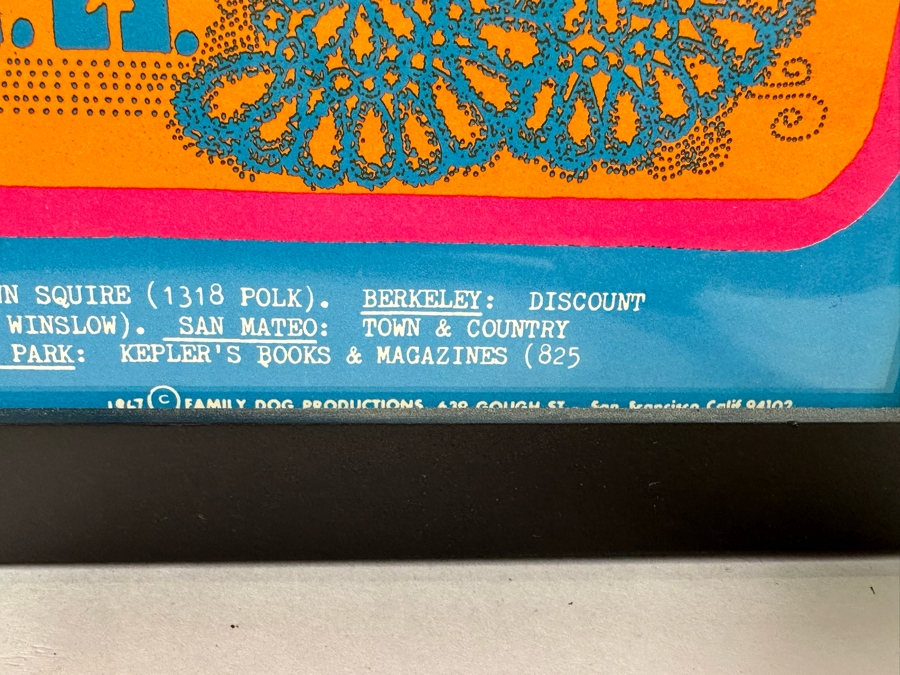 SQUIRE (1318 POLK). BERKELEY: DISCOUNT
WINSLOW). SAN MATEO: TOWN & COUNTRY
PARK: KEPLER'S BOOKS & MAGAZINES (825
1967 © FAMILY DOG PRODUCTIONS, 639 GOUGH ST., San Francisco, Calif. 94102